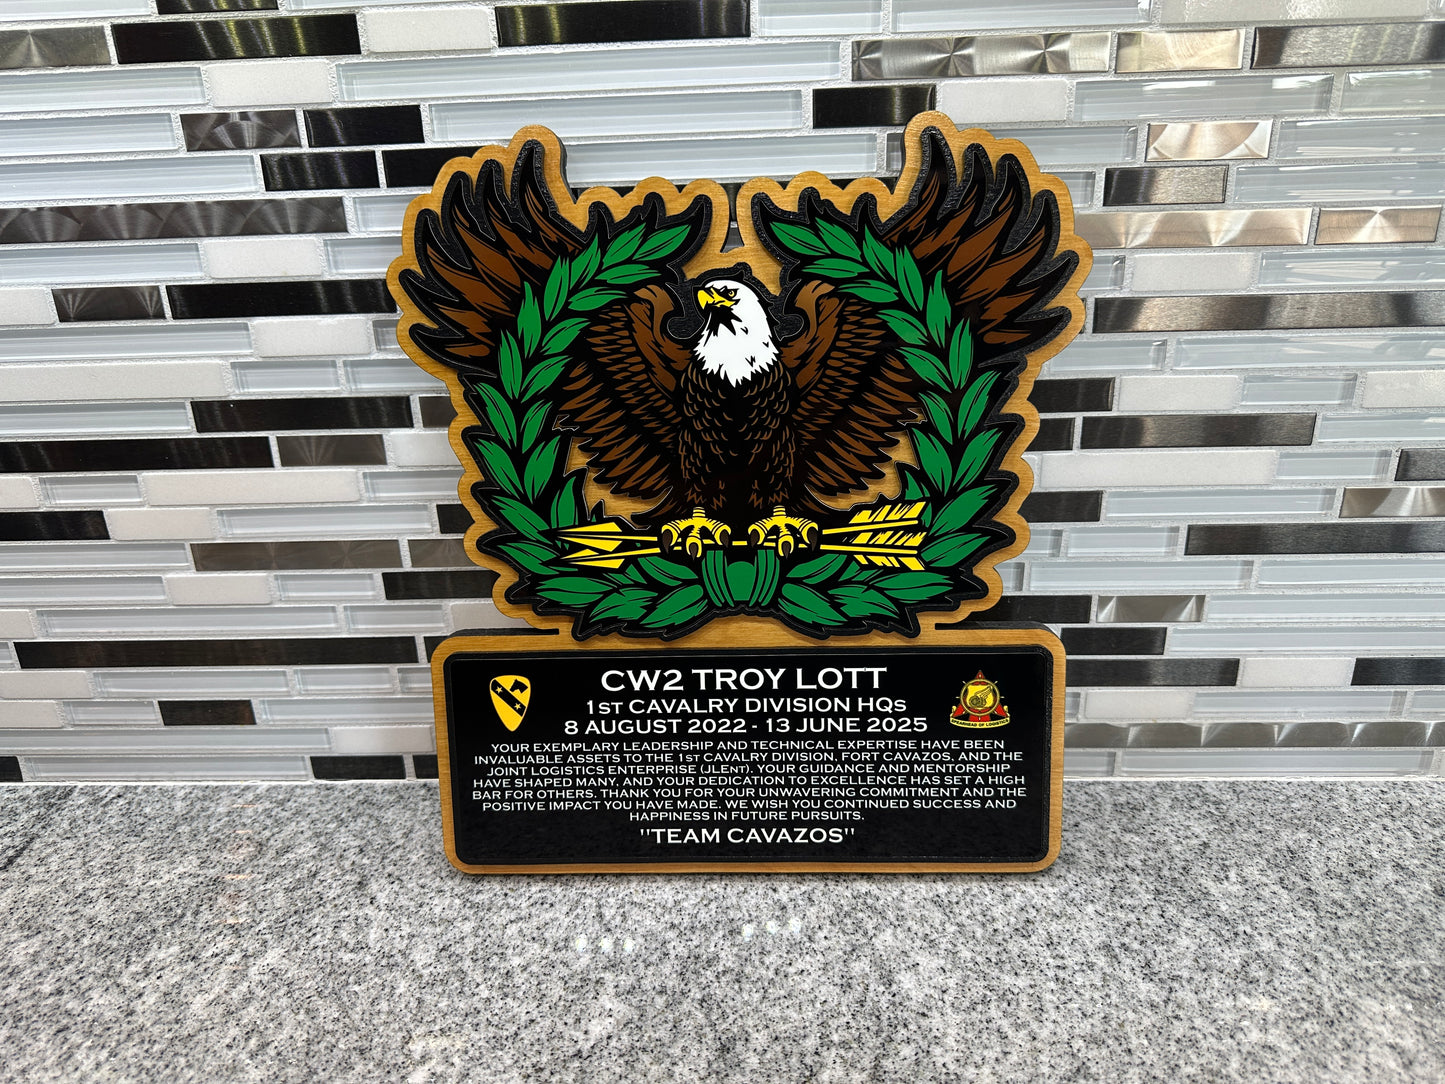 CW2 TROY LOTT
1ST CAVALRY DIVISION HQS
8 AUGUST 2022 - 13 JUNE 2025
SPEARHEAD OF LOGISTICS
YOUR EXEMPLARY LEADERSHIP AND TECHNICAL EXPERTISE HAVE BEEN
INVALUABLE ASSETS TO THE 1ST CAVALRY DIVISION, FORT CAVAZOS, AND THE
JOINT LOGISTICS ENTERPRISE (JLENT). YOUR GUIDANCE AND MENTORSHIP
HAVE SHAPED MANY, AND YOUR DEDICATION TO EXCELLENCE HAS SET A HIGH
BAR FOR OTHERS. THANK YOU FOR YOUR UNWAVERING COMMITMENT AND THE
POSITIVE IMPACT YOU HAVE MADE. WE WISH YOU CONTINUED SUCCESS AND
HAPPINESS IN FUTURE PURSUITS.
"TEAM CAVAZOS"